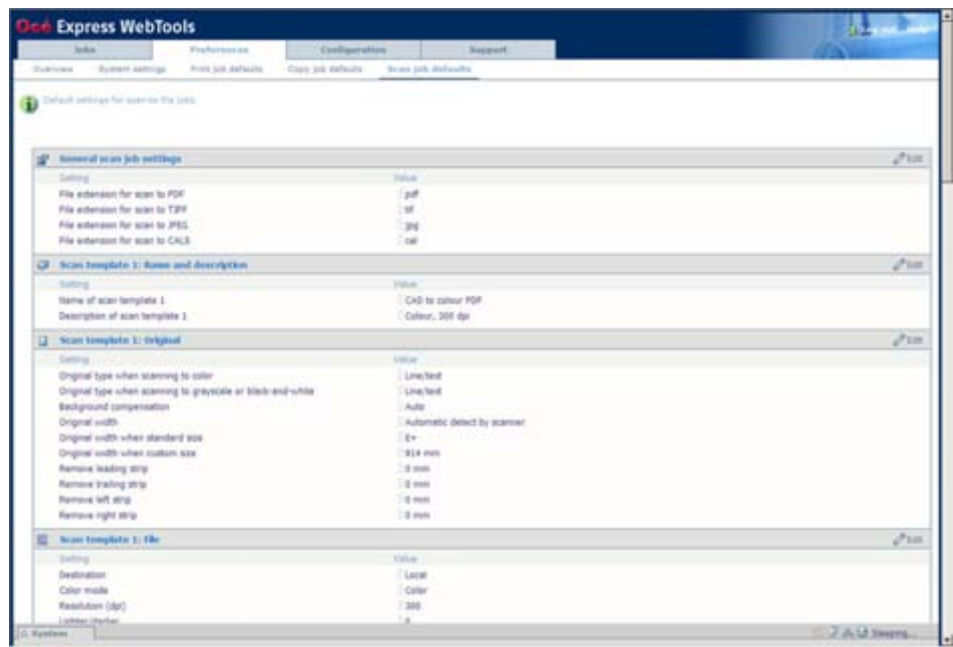 Océ Express WebTools
Jobs Preferences Configuration Support
Overview System settings Print job defaults Copy job defaults Scan job defaults
Default settings for scan-to-file jobs.
General scan job settings Edit
Setting Value
File extension for scan to PDF pdf
File extension for scan to TIFF tif
File extension for scan to JPEG jpg
File extension for scan to CALS cal
Scan template 1: Name and description Edit
Setting Value
Name of scan template 1 CAD to colour PDF
Description of scan template 1 Colour, 300 dpi
Scan template 1: Original Edit
Setting Value
Original type when scanning to color Line/text
Original type when scanning to grayscale or black-and-white Line/text
Background compensation Auto
Original width Automatic detect by scanner
Original width when standard size E+
Original width when custom size 914 mm
Remove leading strip 0 mm
Remove trailing strip 0 mm
Remove left strip 0 mm
Remove right strip 0 mm
Scan template 1: File Edit
Setting Value
Destination Local
Color mode Color
Resolution (dpi) 300
Lighter/darker 0
System Sleeping...